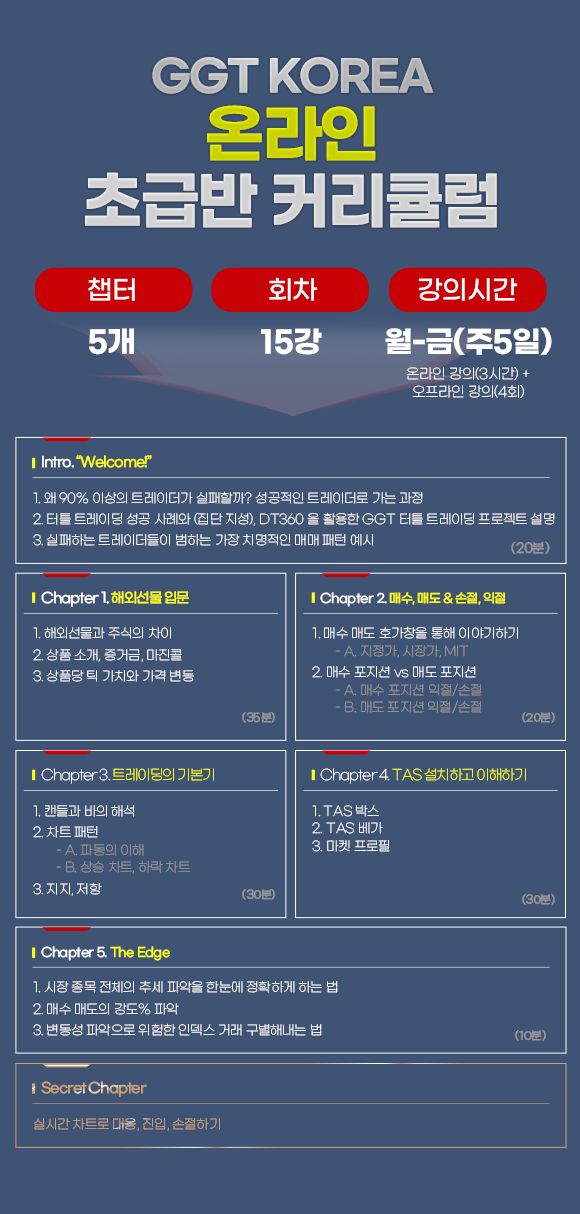 GGT KOREA
온라인
초급반 커리큘럼
챕터
회차
강의시간
5개
15강
월-금(주5일)
온라인 강의(3시간) +
오프라인 강의(4회)
Intro. “Welcome!”
1. 왜 90% 이상의 트레이더가 실패할까? 성공적인 트레이더로 가는 과정
2. 터틀 트레이딩 성공 사례와 (집단 지성), DT360 을 활용한 GGT 터틀 트레이딩 프로젝트 설명
3. 실패하는 트레이더들이 범하는 가장 치명적인 매매 패턴 예시
(20분)
Chapter 1. 해외선물 입문
1. 해외선물과 주식의 차이
2. 상품 소개, 증거금, 마진콜
3. 상품당 틱 가치와 가격 변동
(35분)
Chapter 2. 매수, 매도 & 손절, 익절
1. 매수 매도 호가창을 통해 이야기하기
- A. 지정가, 시장가, MIT
2. 매수 포지션 vs 매도 포지션
- A. 매수 포지션 익절/손절
- B. 매도 포지션 익절/손절
(20분)
Chapter 3. 트레이딩의 기본기
1. 캔들과 바의 해석
2. 차트 패턴
- A. 파동의 이해
- B. 상승 차트, 하락 차트
3. 지지, 저항
(30분)
Chapter 4. TAS 설치하고 이해하기
1. TAS 박스
2. TAS 베가
3. 마켓 프로필
(30분)
Chapter 5. The Edge
1. 시장 종목 전체의 추세 파악을 한눈에 정확하게 하는 법
2. 매수 매도의 강도% 파악
3. 변동성 파악으로 위험한 인덱스 거래 구별해내는 법
(10분)
Secret Chapter
실시간 차트로 대응, 진입, 손절하기